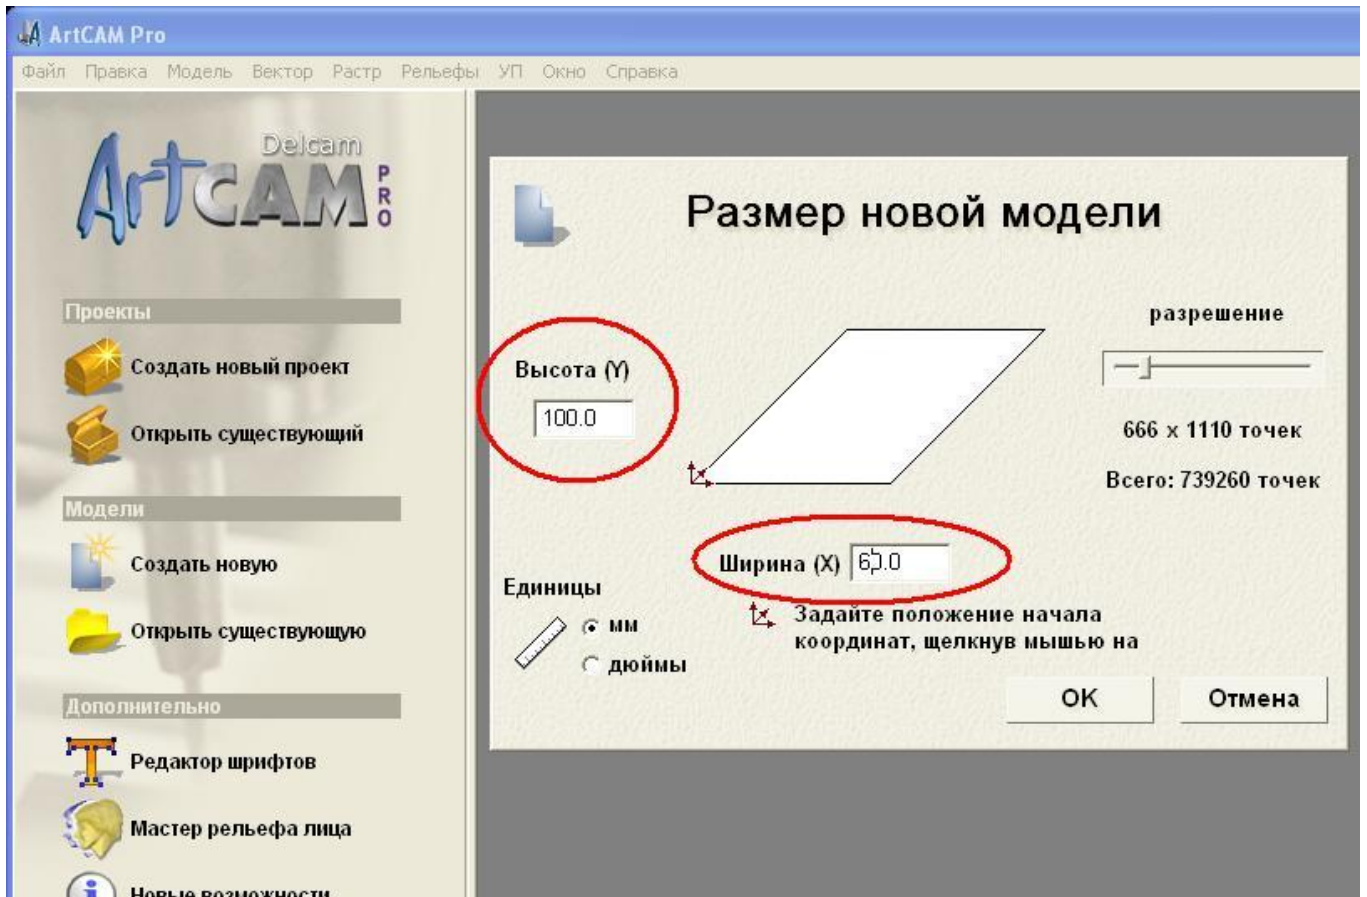 ArtCAM Pro
Файл Правка Модель Вектор Растр Рельефы УП Окно Справка
Delcam
ArtCAM PRO
Проекты
Создать новый проект
Открыть существующий
Модели
Создать новую
Открыть существующую
Дополнительно
Редактор шрифтов
Мастер рельефа лица
Новые возможности
Размер новой модели
разрешение
Высота (Y)
100.0
666 x 1110 точек
Всего: 739260 точек
Ширина (X) 60.0
Единицы
мм
дюймы
Задайте положение начала
координат, щелкнув мышью на
OK Отмена